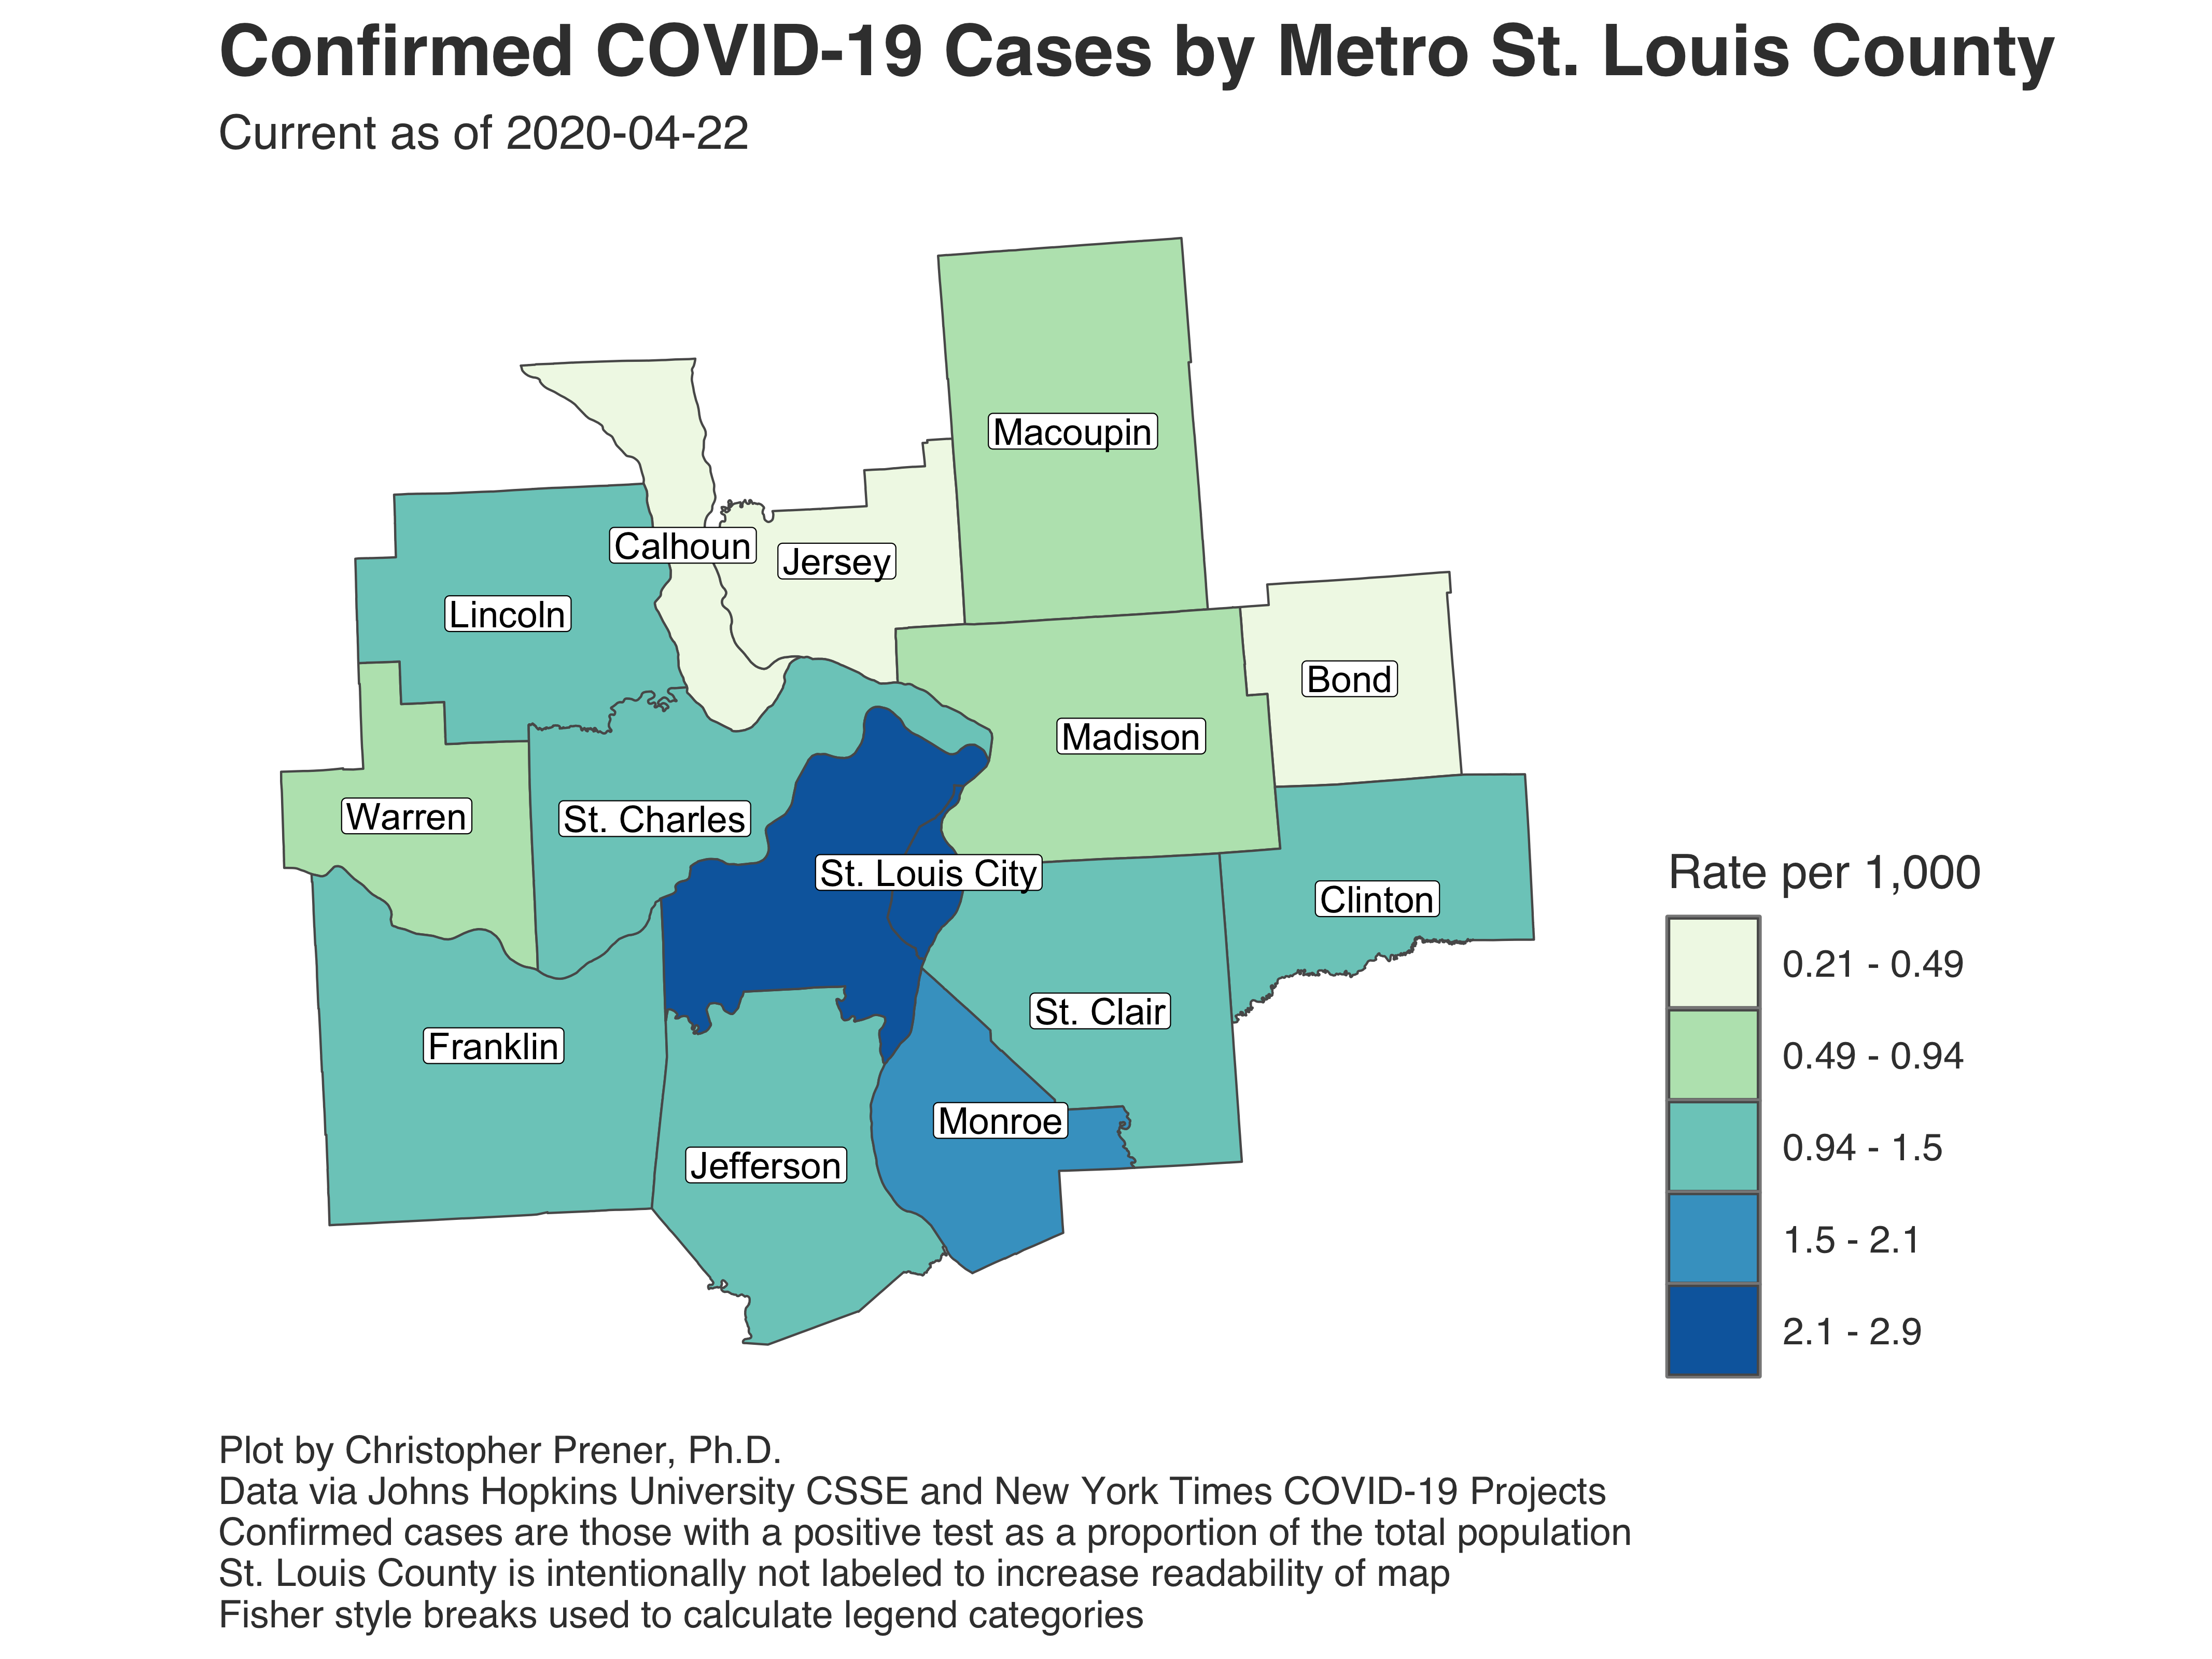 Confirmed COVID-19 Cases by Metro St. Louis County
Current as of 2020-04-22
Macoupin
Calhoun
Jersey
Lincoln
Bond
Madison
Warren
St. Charles
St. Louis City
Clinton
St. Clair
Franklin
Monroe
Jefferson
Rate per 1,000
0.21 - 0.49
0.49 - 0.94
0.94 - 1.5
1.5 - 2.1
2.1 - 2.9
Plot by Christopher Prener, Ph.D.
Data via Johns Hopkins University CSSE and New York Times COVID-19 Projects
Confirmed cases are those with a positive test as a proportion of the total population
St. Louis County is intentionally not labeled to increase readability of map
Fisher style breaks used to calculate legend categories